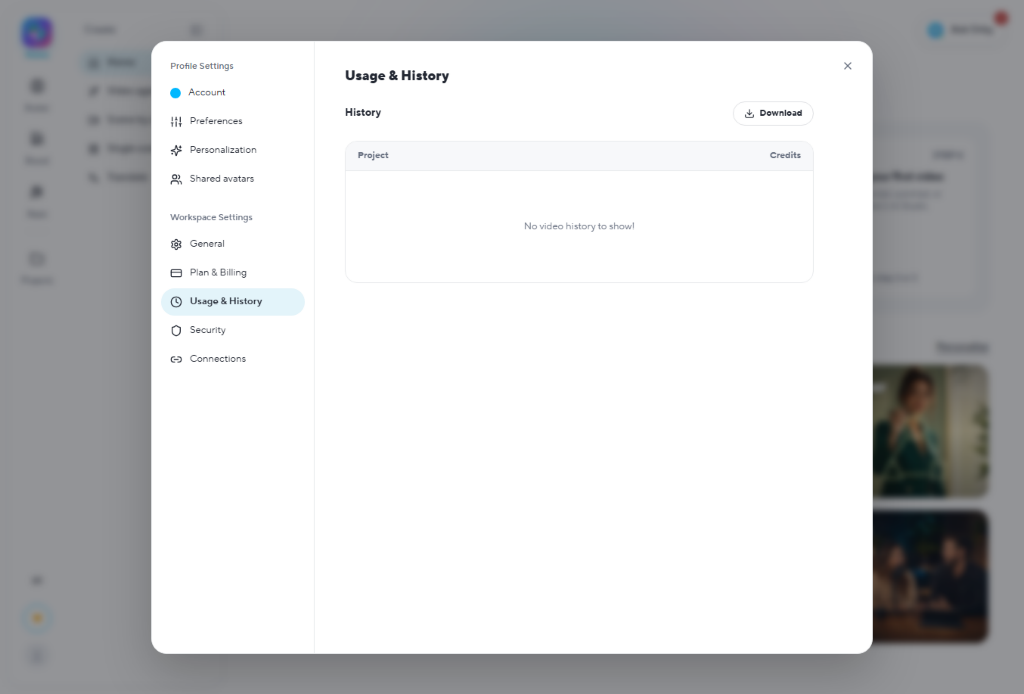 Profile Settings
Account
Preferences
Personalization
Shared avatars
Workspace Settings
General
Plan & Billing
Usage & History
Security
Connections
Usage & History
History
Download
Project
Credits
No video history to show!